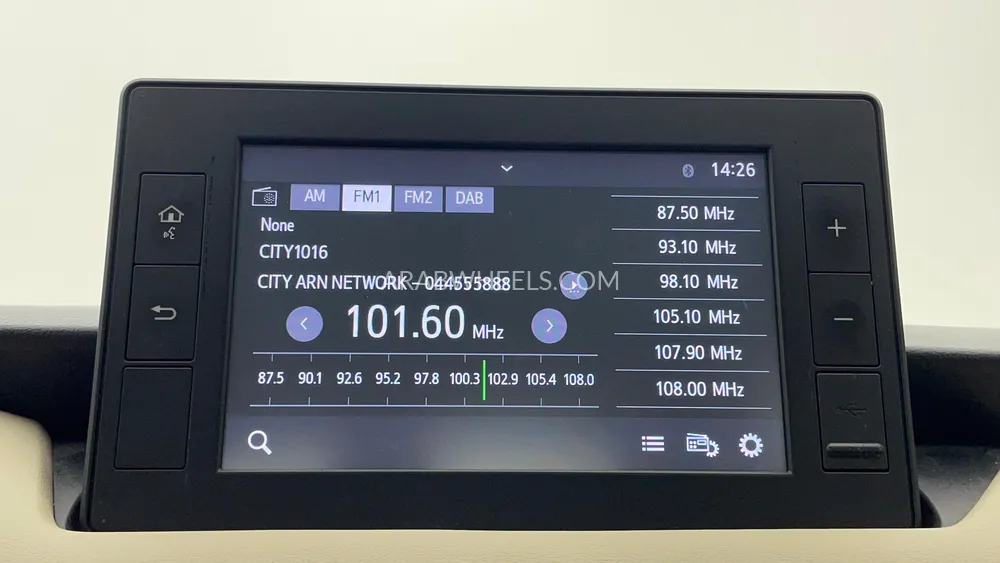 14:26
AM FM1 FM2 DAB
None
CITY1016
CITY ARN NETWORK - 044555888
ARABWHEELS.COM
101.60 MHz
87.5 90.1 92.6 95.2 97.8 100.3 102.9 105.4 108.0
87.50 MHz
93.10 MHz
98.10 MHz
105.10 MHz
107.90 MHz
108.00 MHz